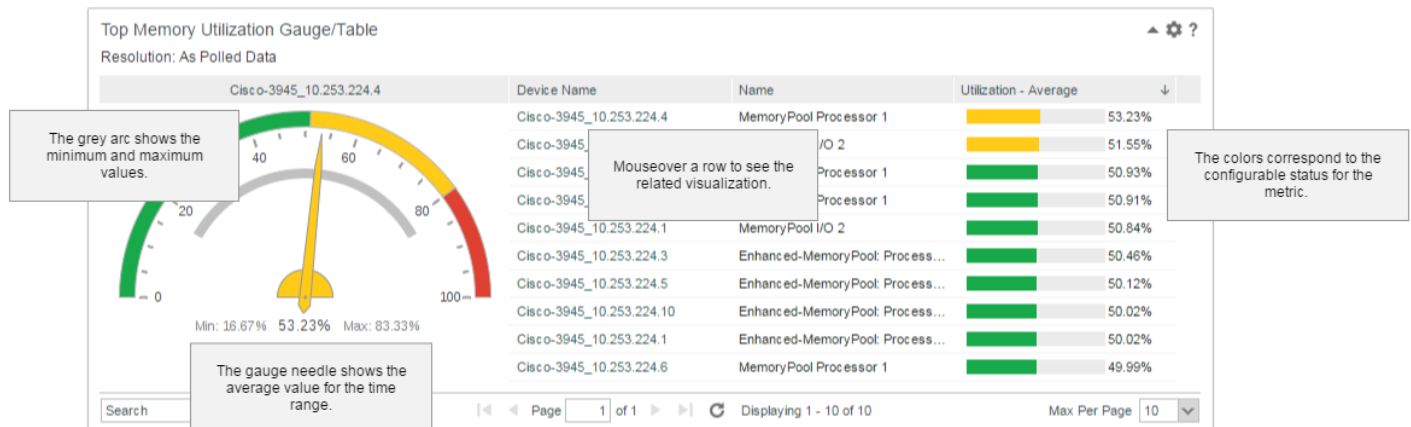 Top Memory Utilization Gauge/Table
?
Resolution: As Polled Data
Cisco-3945_10.253.224.4
Device Name
Name
Utilization - Average
The grey arc shows the
minimum and maximum
values.
40
60
20
80
0
100
Min: 16.67%
53.23%
Max: 83.33%
The gauge needle shows the
average value for the time
range.
Cisco-3945_10.253.224.4
MemoryPool Processor 1
53.23%
Cisco-3945_
/O 2
51.55%
Cisco-3945_
Processor 1
50.93%
Cisco-3945_
Processor 1
50.91%
Mouseover a row to see the
related visualization.
The colors correspond to the
configurable status for the
metric.
Cisco-3945_10.253.224.1
MemoryPool I/O 2
50.84%
Cisco-3945_10.253.224.3
Enhanced-MemoryPool: Process...
50.46%
Cisco-3945_10.253.224.5
Enhanced-MemoryPool: Process...
50.12%
Cisco-3945_10.253.224.10
Enhanced-MemoryPool: Process...
50.02%
Cisco-3945_10.253.224.1
Enhanced-MemoryPool: Process...
50.02%
Cisco-3945_10.253.224.6
MemoryPool Processor 1
49.99%
Search
Page 1 of 1
Displaying 1 - 10 of 10
Max Per Page 10